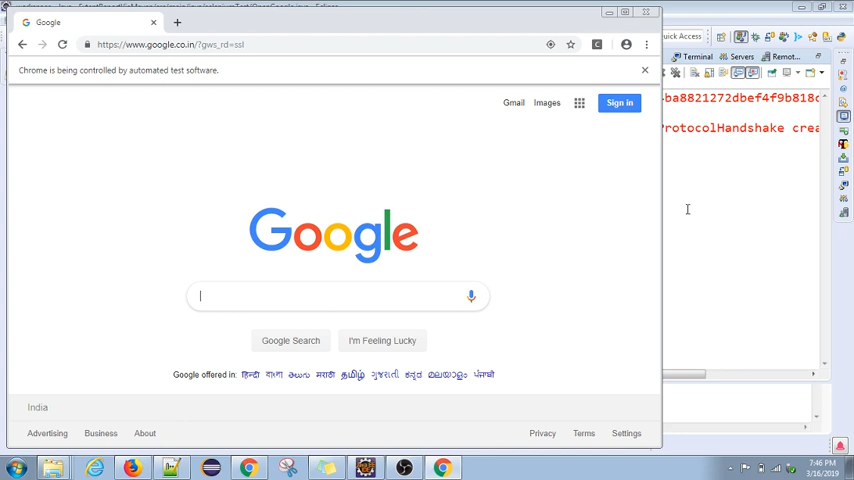 Google
https://www.google.co.in/?gws_rd=ssl
Chrome is being controlled by automated test software.
Gmail Images Sign in
Google
Google Search I'm Feeling Lucky
Google offered in: हिन्दी বাংলা తెలుగు मराठी தமிழ் ગુજરાતી ಕನ್ನಡ മലയാളം ਪੰਜਾਬੀ
India
Advertising Business About Privacy Terms Settings
Quick Access
Terminal Servers Remot...
ba8821272dbef4f9b818c
rotocolHandshake crea
7:46 PM
3/16/2019